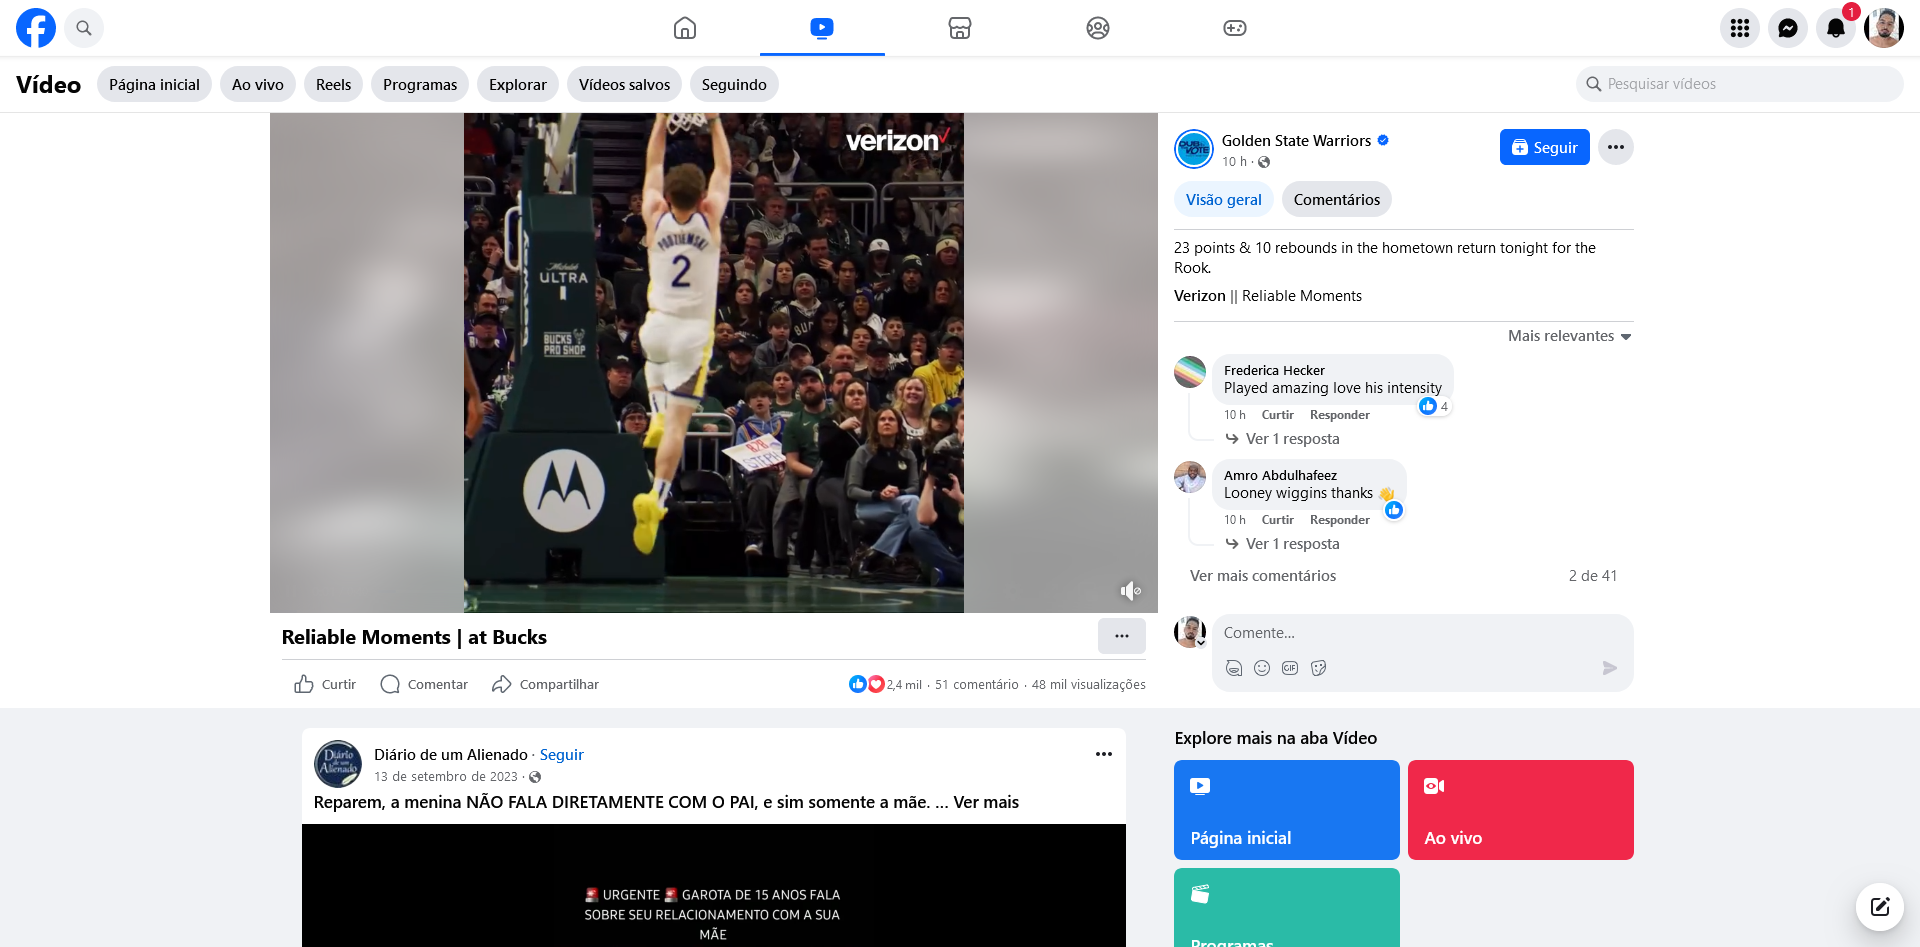 1
Vídeo
Página inicial
Ao vivo
Reels
Programas
Explorar
Vídeos salvos
Seguindo
Pesquisar vídeos
verizon
PODZIEMSKI
2
ULTRA
BUCKS
PRO SHOP
Golden State Warriors
10 h ·
Seguir
Visão geral
Comentários
23 points & 10 rebounds in the hometown return tonight for the
Rook.
Verizon || Reliable Moments
Mais relevantes
Frederica Hecker
Played amazing love his intensity
4
10 h Curtir Responder
Ver 1 resposta
Amro Abdulhafeez
Looney wiggins thanks 👋
10 h Curtir Responder
Ver 1 resposta
Ver mais comentários
2 de 41
Comente...
GIF
Reliable Moments | at Bucks
Curtir
Comentar
Compartilhar
2,4 mil · 51 comentário · 48 mil visualizações
Diário
de um
Alienado
Diário de um Alienado · Seguir
13 de setembro de 2023 ·
Reparem, a menina NÃO FALA DIRETAMENTE COM O PAI, e sim somente a mãe. ... Ver mais
🚨 URGENTE 🚨 GAROTA DE 15 ANOS FALA
SOBRE SEU RELACIONAMENTO COM A SUA
MÃE
Explore mais na aba Vídeo
Página inicial
Ao vivo
Programas